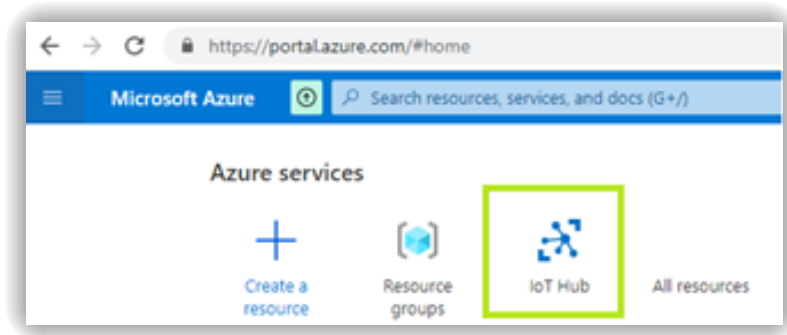 https://portal.azure.com/#home
Microsoft Azure
Search resources, services, and docs (G+/)
Azure services
Create a
resource
Resource
groups
IoT Hub
All resources